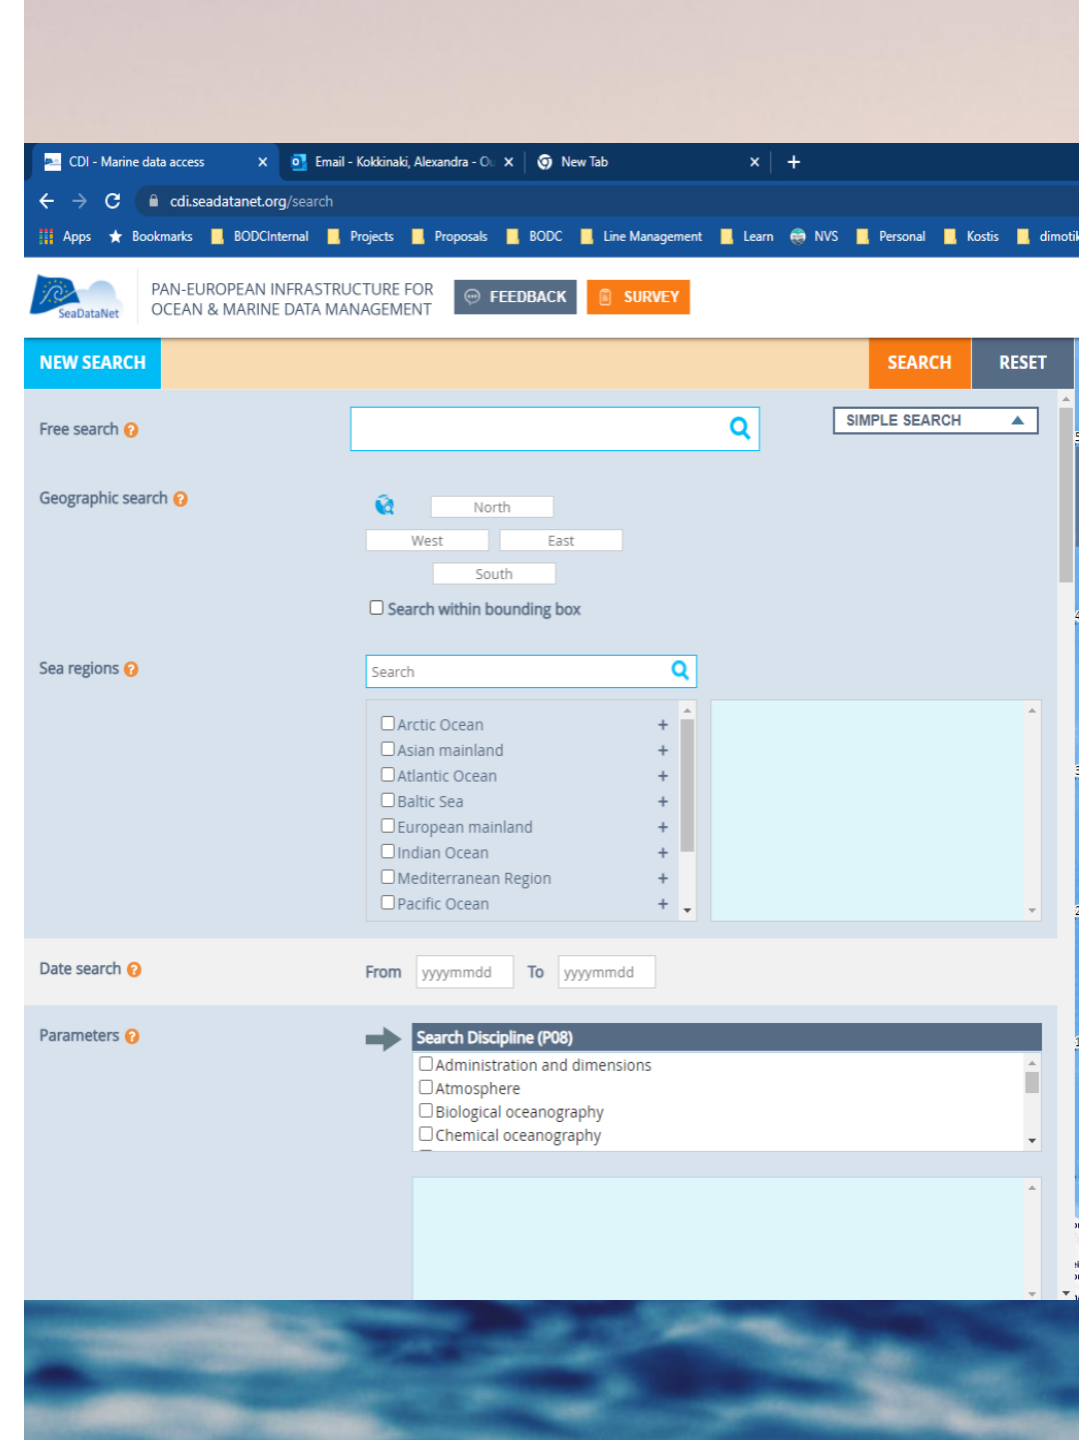 CDI - Marine data access
Email - Kokkinaki, Alexandra - Ou
New Tab
cdi.seadatanet.org/search
Apps Bookmarks BODCInternal Projects Proposals BODC Line Management Learn NVS Personal Kostis dimotik
SeaDataNet
PAN-EUROPEAN INFRASTRUCTURE FOR
OCEAN & MARINE DATA MANAGEMENT
FEEDBACK
SURVEY
NEW SEARCH
SEARCH
RESET
Free search ?
SIMPLE SEARCH
Geographic search ?
North
West
East
South
Search within bounding box
Sea regions ?
Search
Arctic Ocean +
Asian mainland +
Atlantic Ocean +
Baltic Sea +
European mainland +
Indian Ocean +
Mediterranean Region +
Pacific Ocean +
Date search ?
From yyyymmdd To yyyymmdd
Parameters ?
Search Discipline (P08)
Administration and dimensions
Atmosphere
Biological oceanography
Chemical oceanography